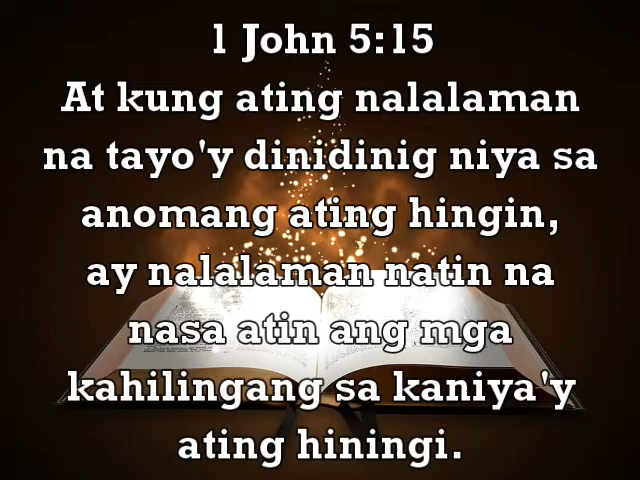 1 John 5:15
At kung ating nalalaman
na tayo'y dinidinig niya sa
anomang ating hingin,
ay nalalaman natin na
nasa atin ang mga
kahilingang sa kaniya'y
ating hiningi.